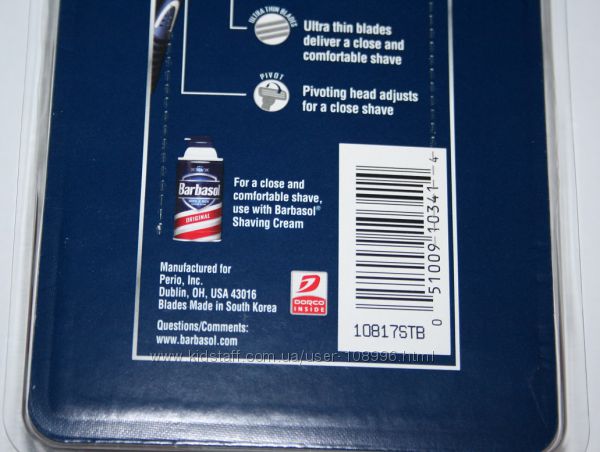 ULTRA THIN BLADES
Ultra thin blades
deliver a close and
comfortable shave
PIVOT
Pivoting head adjusts
for a close shave
Barbasol
ORIGINAL
For a close and
comfortable shave,
use with Barbasol®
Shaving Cream
Manufactured for
Perio, Inc.
Dublin, OH, USA 43016
Blades Made in South Korea
DORCO
INSIDE
Questions/Comments:
www.barbasol.com
0 51009 10341 4
10817STB
www.kidstaff.com.ua/user-108996.html